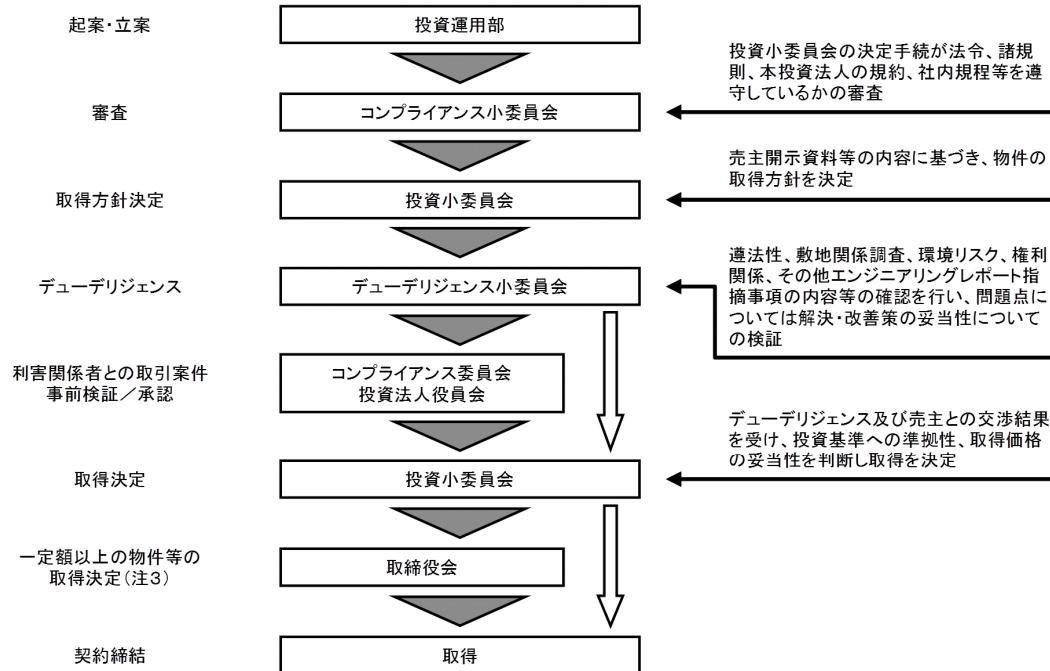 起案・立案
投資運用部
投資小委員会の決定手続が法令、諸規
則、本投資法人の規約、社内規程等を遵
守しているかの審査
審査
コンプライアンス小委員会
売主開示資料等の内容に基づき、物件の
取得方針を決定
取得方針決定
投資小委員会
遵法性、敷地関係調査、環境リスク、権利
関係、その他エンジニアリングレポート指
摘事項の内容等の確認を行い、問題点に
ついては解決・改善策の妥当性について
の検証
デューデリジェンス
デューデリジェンス小委員会
利害関係者との取引案件
事前検証／承認
コンプライアンス委員会
投資法人役員会
デューデリジェンス及び売主との交渉結果
を受け、投資基準への準拠性、取得価格
の妥当性を判断し取得を決定
取得決定
投資小委員会
一定額以上の物件等の
取得決定(注3)
取締役会
契約締結
取得